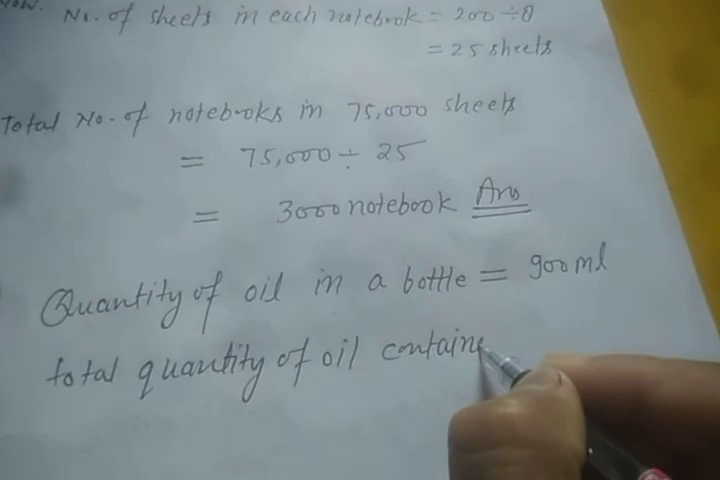 No. of sheets in each notebook = 200 ÷ 8
= 25 sheets
Total No. of notebooks in 75,000 sheets
= 75,000 ÷ 25
= 3000 notebook Ans
Quantity of oil in a bottle = 900 ml
total quantity of oil containe